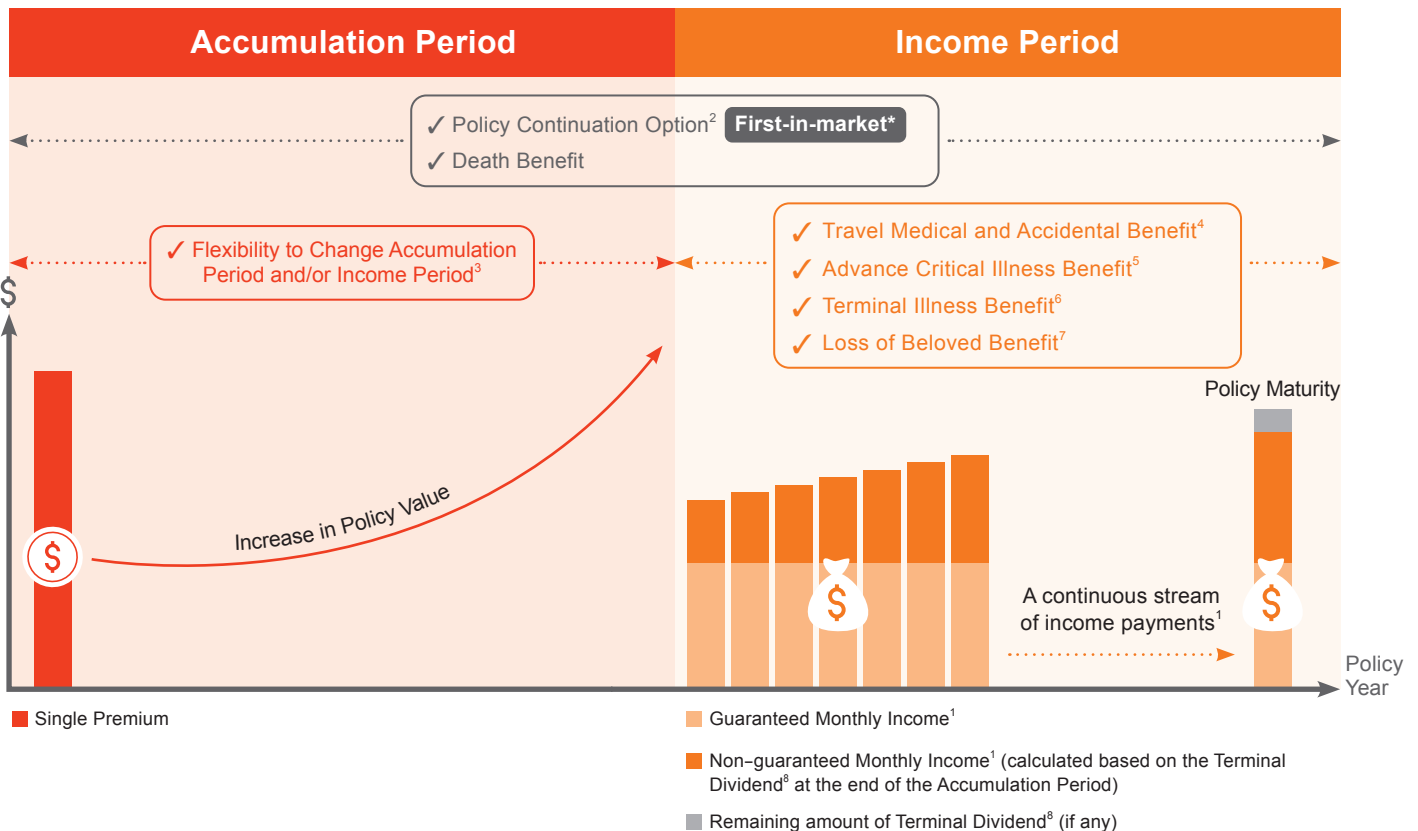 Accumulation Period
Income Period
✓ Policy Continuation Option² First-in-market*
✓ Death Benefit
✓ Flexibility to Change Accumulation
Period and/or Income Period³
✓ Travel Medical and Accidental Benefit⁴
✓ Advance Critical Illness Benefit⁵
✓ Terminal Illness Benefit⁶
✓ Loss of Beloved Benefit⁷
$
Policy Maturity
Increase in Policy Value
$
$
A continuous stream
of income payments¹
$
Policy
Year
Single Premium
Guaranteed Monthly Income¹
Non-guaranteed Monthly Income¹ (calculated based on the Terminal
Dividend⁸ at the end of the Accumulation Period)
Remaining amount of Terminal Dividend⁸ (if any)